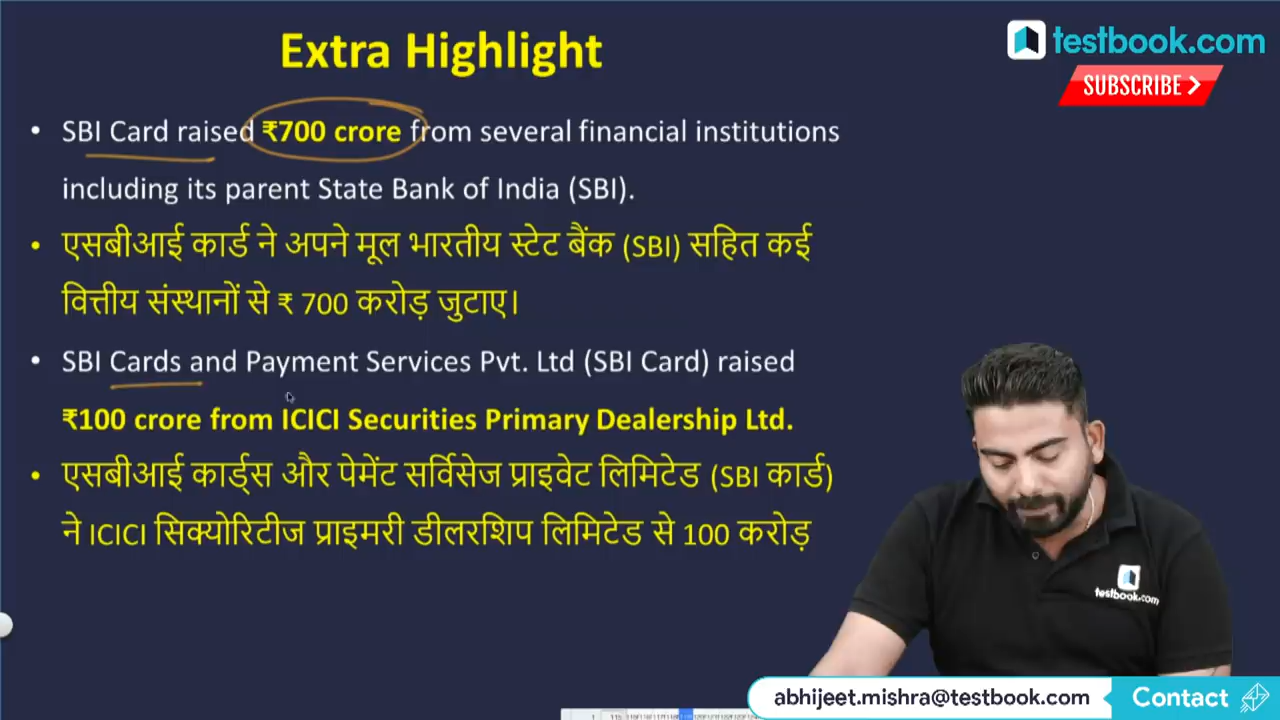 Extra Highlight
testbook.com
SUBSCRIBE
• SBI Card raised ₹700 crore from several financial institutions
including its parent State Bank of India (SBI).
• एसबीआई कार्ड ने अपने मूल भारतीय स्टेट बैंक (SBI) सहित कई
वित्तीय संस्थानों से ₹ 700 करोड़ जुटाए।
• SBI Cards and Payment Services Pvt. Ltd (SBI Card) raised
₹100 crore from ICICI Securities Primary Dealership Ltd.
• एसबीआई कार्ड्स और पेमेंट सर्विसेज प्राइवेट लिमिटेड (SBI कार्ड)
ने ICICI सिक्योरिटीज प्राइमरी डीलरशिप लिमिटेड से 100 करोड़
testbook.com
abhijeet.mishra@testbook.com
Contact